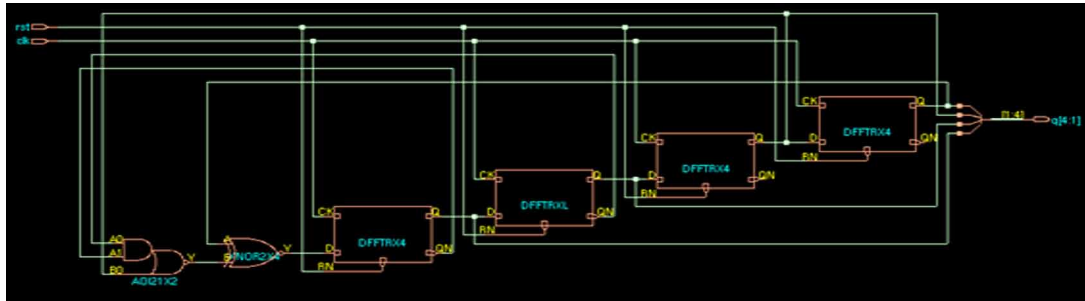 rst
clk
CK Q
DFFTRX4
D QN
RN
[1:4] q[4:1]
CK Q
DFFTRX4
D QN
RN
CK Q
DFFTRXL
D QN
RN
CK Q
DFFTRX4
D QN
RN
A0
A1 Y
B0
AOI21X2
A Y
NOR2X4